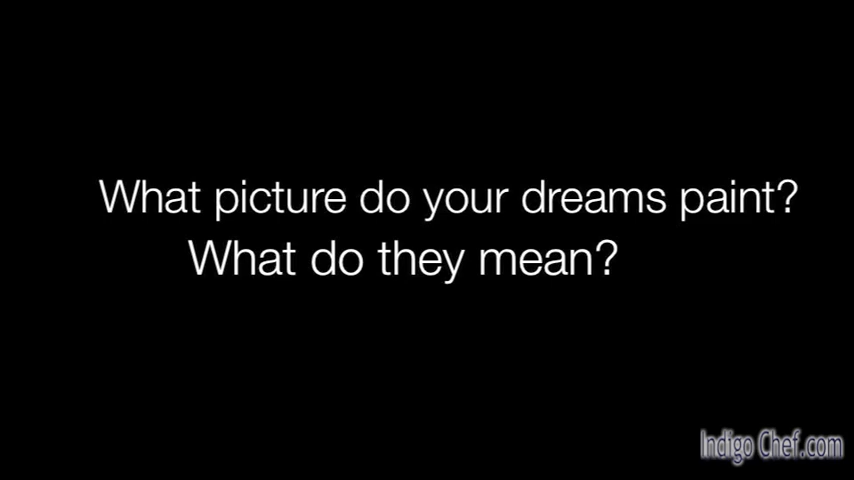 What picture do your dreams paint?
What do they mean?
Indigo Chef.com